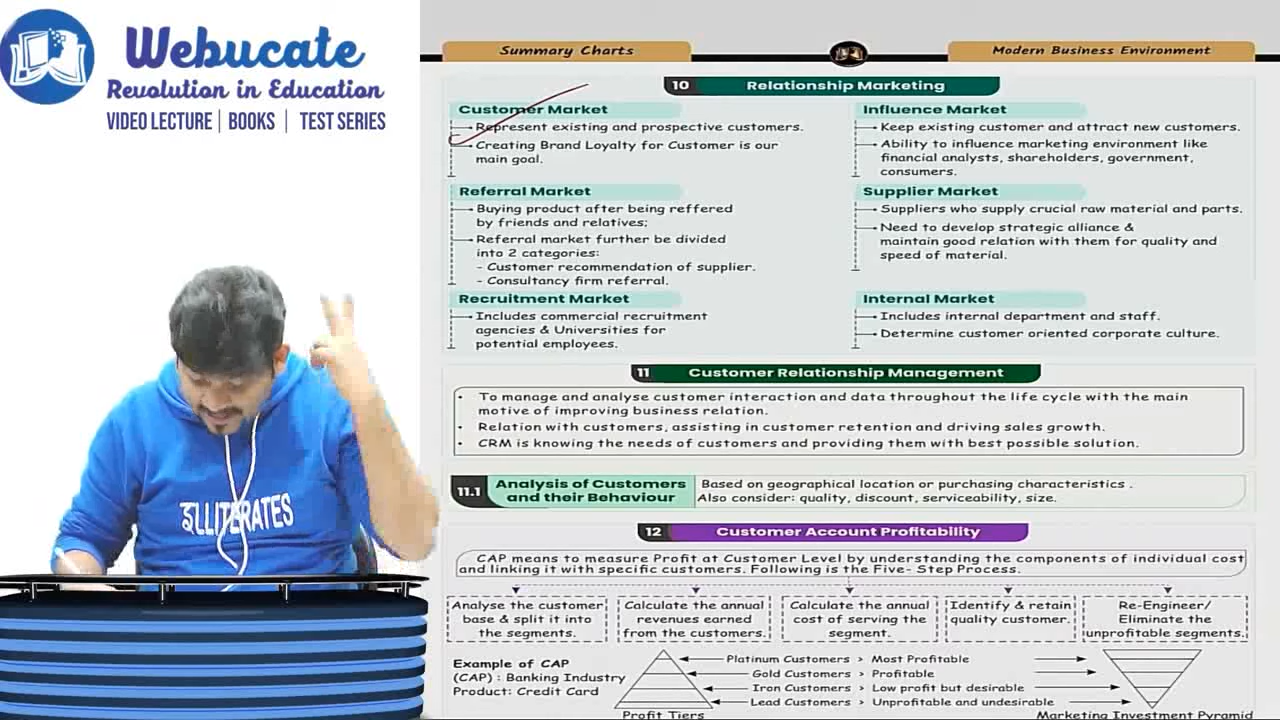 Webucate
Revolution in Education
VIDEO LECTURE | BOOKS | TEST SERIES
ILLITERATES
Summary Charts
Modern Business Environment
10 Relationship Marketing
Customer Market
Represent existing and prospective customers.
Creating Brand Loyalty for Customer is our
main goal.
Influence Market
Keep existing customer and attract new customers.
Ability to influence marketing environment like
financial analysts, shareholders, government,
consumers.
Referral Market
Buying product after being reffered
by friends and relatives;
Referral market further be divided
into 2 categories:
- Customer recommendation of supplier.
- Consultancy firm referral.
Supplier Market
Suppliers who supply crucial raw material and parts.
Need to develop strategic alliance &
maintain good relation with them for quality and
speed of material.
Recruitment Market
Includes commercial recruitment
agencies & Universities for
potential employees.
Internal Market
Includes internal department and staff.
Determine customer oriented corporate culture.
11 Customer Relationship Management
• To manage and analyse customer interaction and data throughout the life cycle with the main
motive of improving business relation.
• Relation with customers, assisting in customer retention and driving sales growth.
• CRM is knowing the needs of customers and providing them with best possible solution.
11.1 Analysis of Customers
and their Behaviour
Based on geographical location or purchasing characteristics .
Also consider: quality, discount, serviceability, size.
12 Customer Account Profitability
CAP means to measure Profit at Customer Level by understanding the components of individual cost
and linking it with specific customers. Following is the Five- Step Process.
Analyse the customer
base & split it into
the segments.
Calculate the annual
revenues earned
from the customers.
Calculate the annual
cost of serving the
segment.
Identify & retain
quality customer.
Re-Engineer/
Eliminate the
unprofitable segments.
Example of CAP
(CAP) : Banking Industry
Product: Credit Card
Platinum Customers > Most Profitable
Gold Customers > Profitable
Iron Customers > Low profit but desirable
Lead Customers > Unprofitable and undesirable
Profit Tiers
Marketing Investment Pyramid